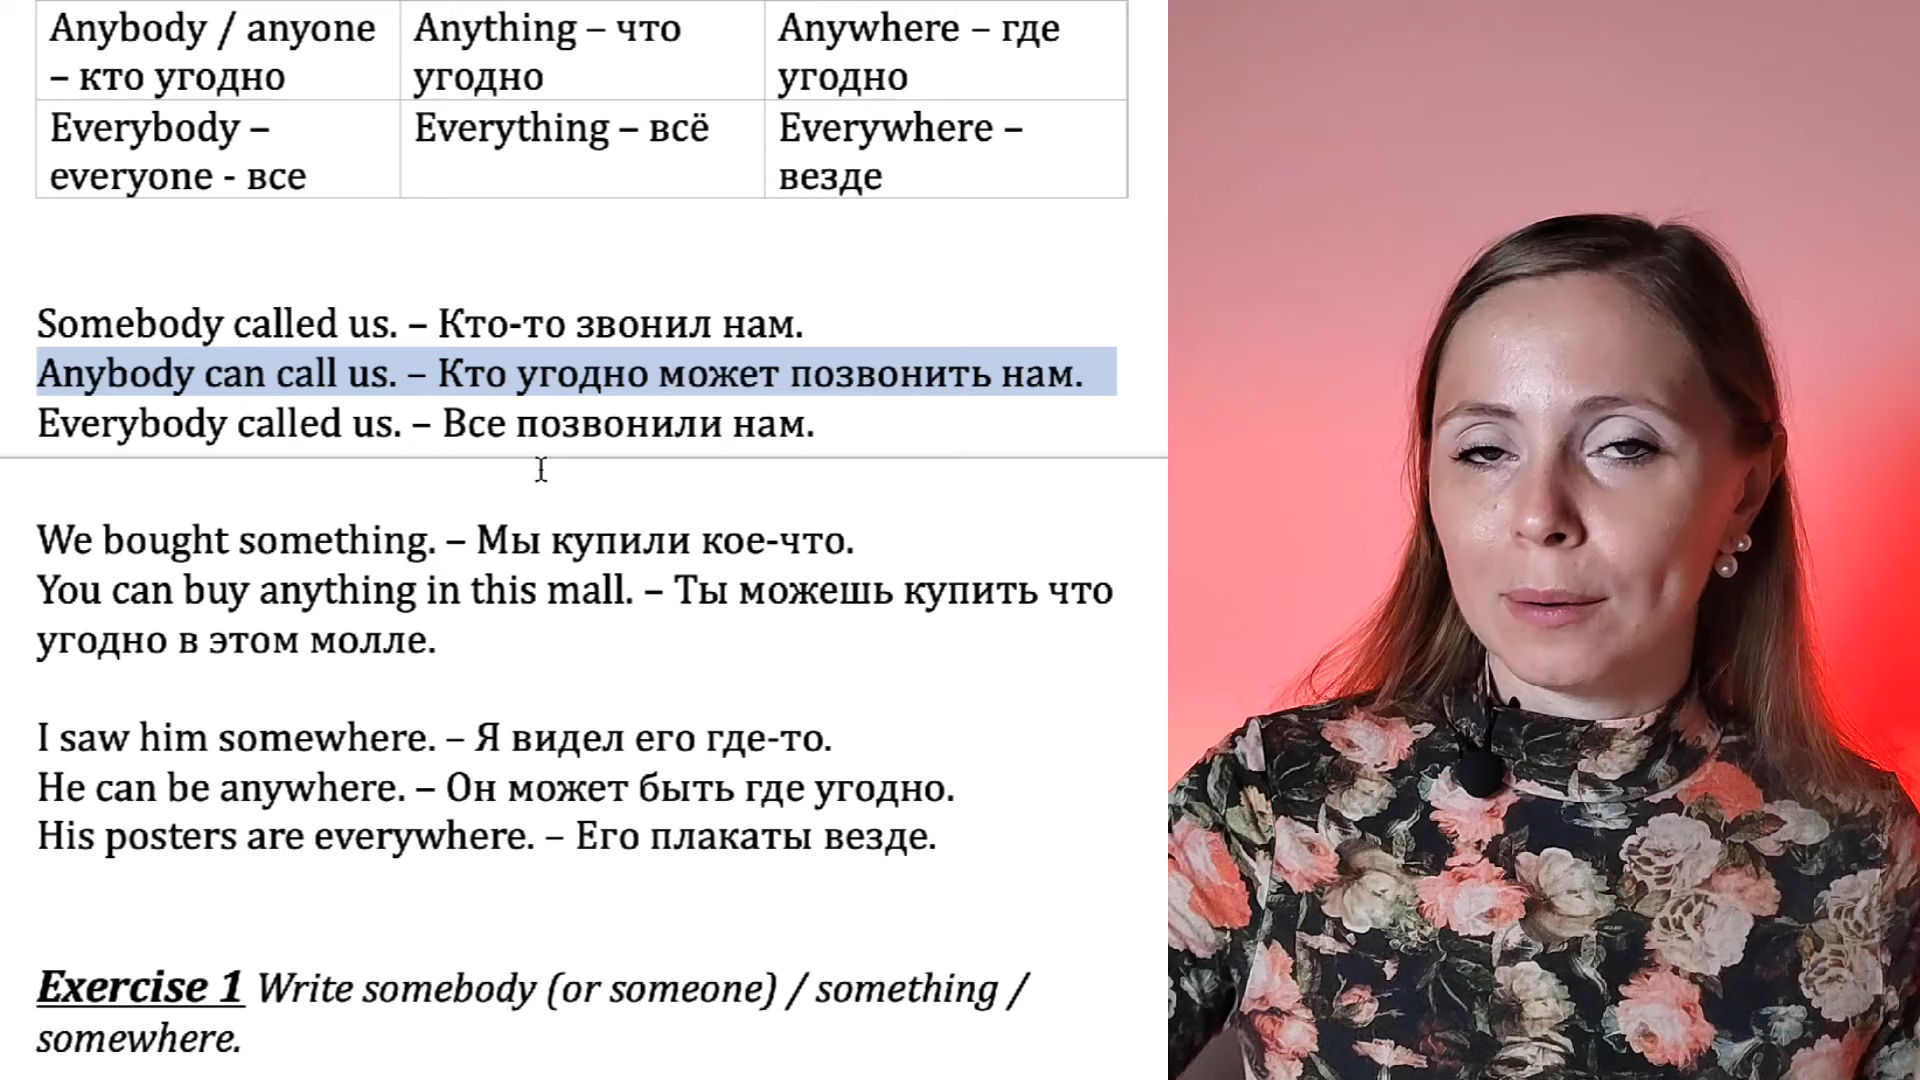 Anybody / anyone
– кто угодно
Anything – что
угодно
Anywhere – где
угодно
Everybody –
everyone - все
Everything – всё
Everywhere –
везде
Somebody called us. – Кто-то звонил нам.
Anybody can call us. – Кто угодно может позвонить нам.
Everybody called us. – Все позвонили нам.
We bought something. – Мы купили кое-что.
You can buy anything in this mall. – Ты можешь купить что
угодно в этом молле.
I saw him somewhere. – Я видел его где-то.
He can be anywhere. – Он может быть где угодно.
His posters are everywhere. – Его плакаты везде.
Exercise 1 Write somebody (or someone) / something /
somewhere.